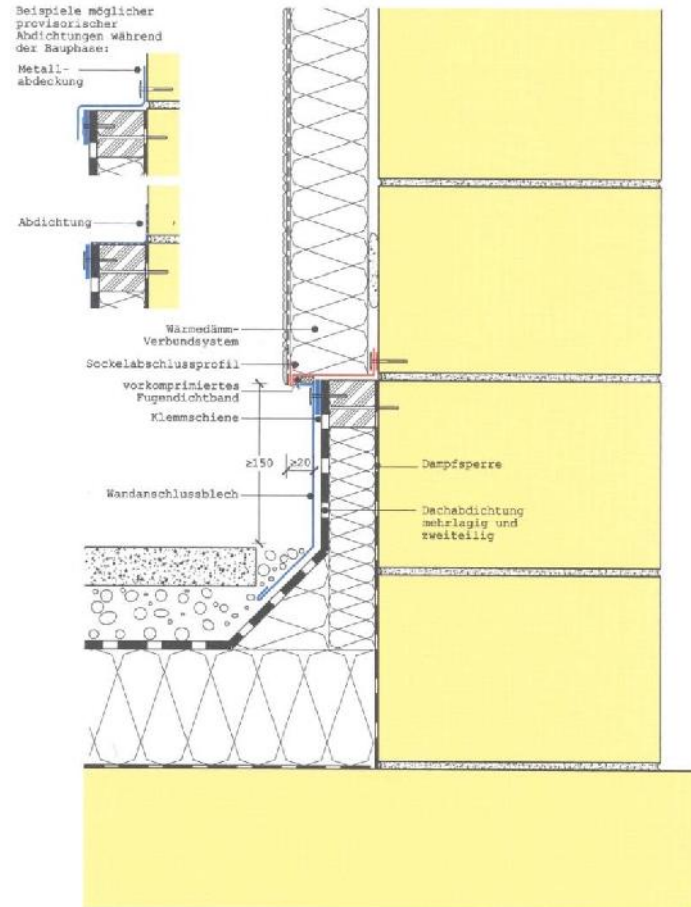 Beispiele möglicher
provisorischer
Abdichtungen während
der Bauphase:
Metall-
abdeckung
Abdichtung
Wärmedämm-
Verbundsystem
Sockelabschlussprofil
vorkomprimiertes
Fugendichtband
Klemmschiene
≥150
≥20
Dampfsperre
Wandanschlussblech
Dachabdichtung
mehrlagig und
zweiteilig